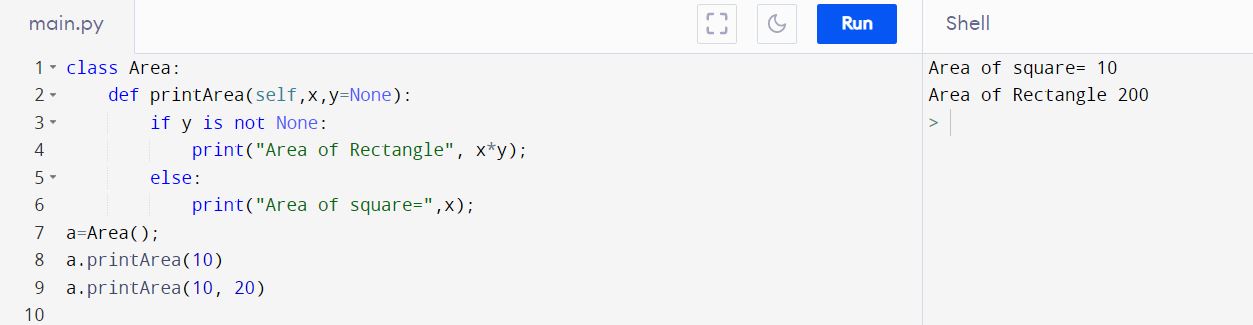 main.py Run Shell
1 class Area:
2     def printArea(self,x,y=None):
3         if y is not None:
4             print("Area of Rectangle", x*y);
5         else:
6             print("Area of square=",x);
7 a=Area();
8 a.printArea(10)
9 a.printArea(10, 20)
10
Area of square= 10
Area of Rectangle 200
>